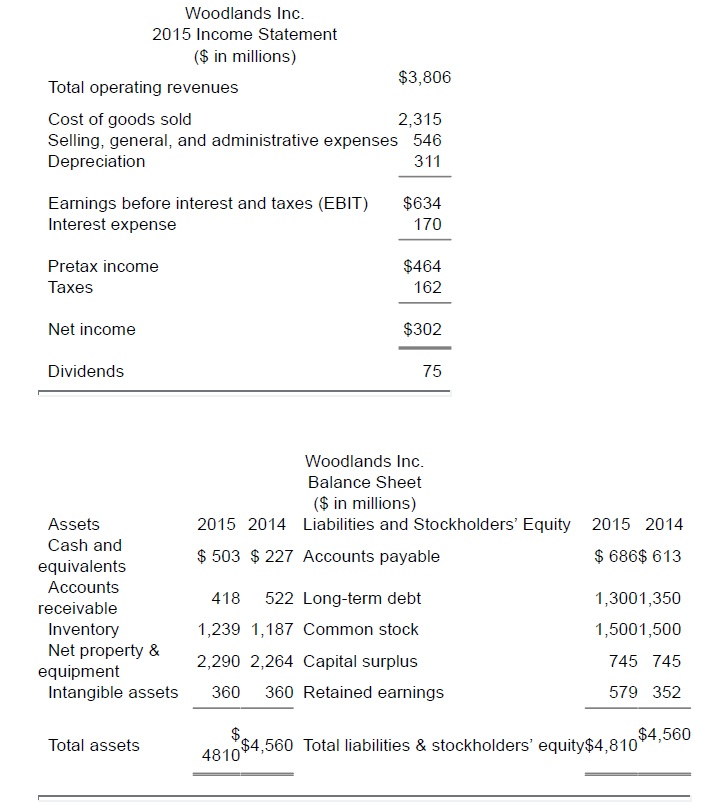 Woodlands Inc.
2015 Income Statement
($ in millions)
Total operating revenues $3,806
Cost of goods sold 2,315
Selling, general, and administrative expenses 546
Depreciation 311
Earnings before interest and taxes (EBIT) $634
Interest expense 170
Pretax income $464
Taxes 162
Net income $302
Dividends 75
Woodlands Inc.
Balance Sheet
($ in millions)
Assets 2015 2014 Liabilities and Stockholders' Equity 2015 2014
Cash and
equivalents $ 503 $ 227 Accounts payable $ 686$ 613
Accounts
receivable 418 522 Long-term debt 1,3001,350
Inventory 1,239 1,187 Common stock 1,5001,500
Net property &
equipment 2,290 2,264 Capital surplus 745 745
Intangible assets 360 360 Retained earnings 579 352
Total assets $
4810 $4,560 Total liabilities & stockholders' equity$4,810 $4,560